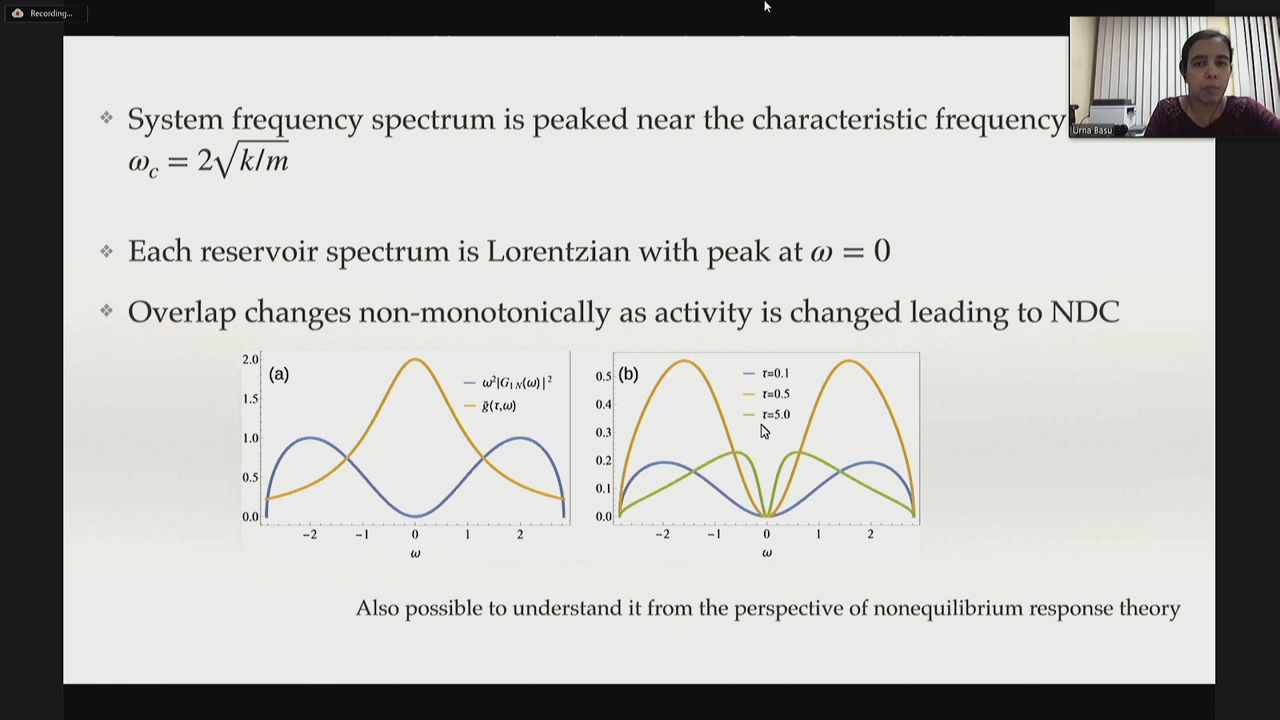 Recording...
Urna Basu
❖ System frequency spectrum is peaked near the characteristic frequency
ω_c = 2√k/m
❖ Each reservoir spectrum is Lorentzian with peak at ω = 0
❖ Overlap changes non-monotonically as activity is changed leading to NDC
(a)
ω²|G₁N(ω)|²
g̃(τ,ω)
2.0
1.5
1.0
0.5
0.0
−2 −1 0 1 2
ω
(b)
τ=0.1
τ=0.5
τ=5.0
0.5
0.4
0.3
0.2
0.1
0.0
−2 −1 0 1 2
ω
Also possible to understand it from the perspective of nonequilibrium response theory